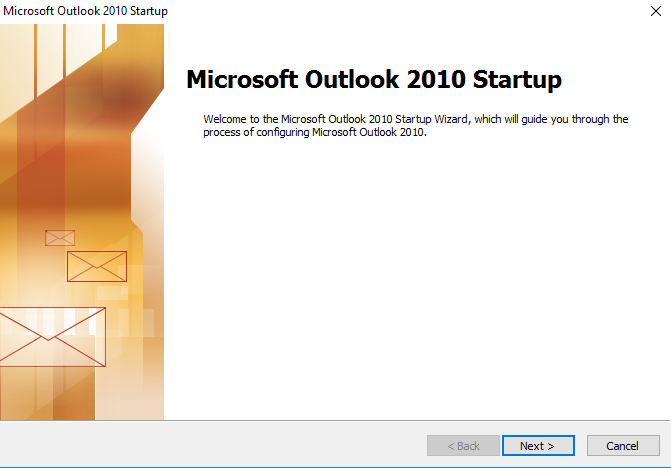 Microsoft Outlook 2010 Startup
Microsoft Outlook 2010 Startup
Welcome to the Microsoft Outlook 2010 Startup Wizard, which will guide you through the
process of configuring Microsoft Outlook 2010.
< Back Next > Cancel